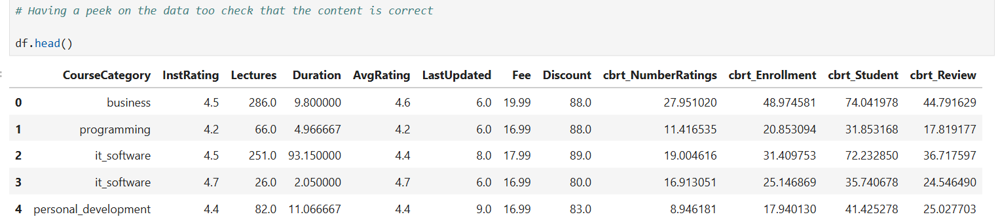 # Having a peek on the data too check that the content is correct
df.head()
CourseCategory InstRating Lectures Duration AvgRating LastUpdated Fee Discount cbrt_NumberRatings cbrt_Enrollment cbrt_Student cbrt_Review
0 business 4.5 286.0 9.800000 4.6 6.0 19.99 88.0 27.951020 48.974581 74.041978 44.791629
1 programming 4.2 66.0 4.966667 4.2 6.0 16.99 88.0 11.416535 20.853094 31.853168 17.819177
2 it_software 4.5 251.0 93.150000 4.4 8.0 17.99 89.0 19.004616 31.409753 72.232850 36.717597
3 it_software 4.7 26.0 2.050000 4.7 6.0 16.99 80.0 16.913051 25.146869 35.740678 24.546490
4 personal_development 4.4 82.0 11.066667 4.4 9.0 16.99 83.0 8.946181 17.940130 41.425278 25.027703